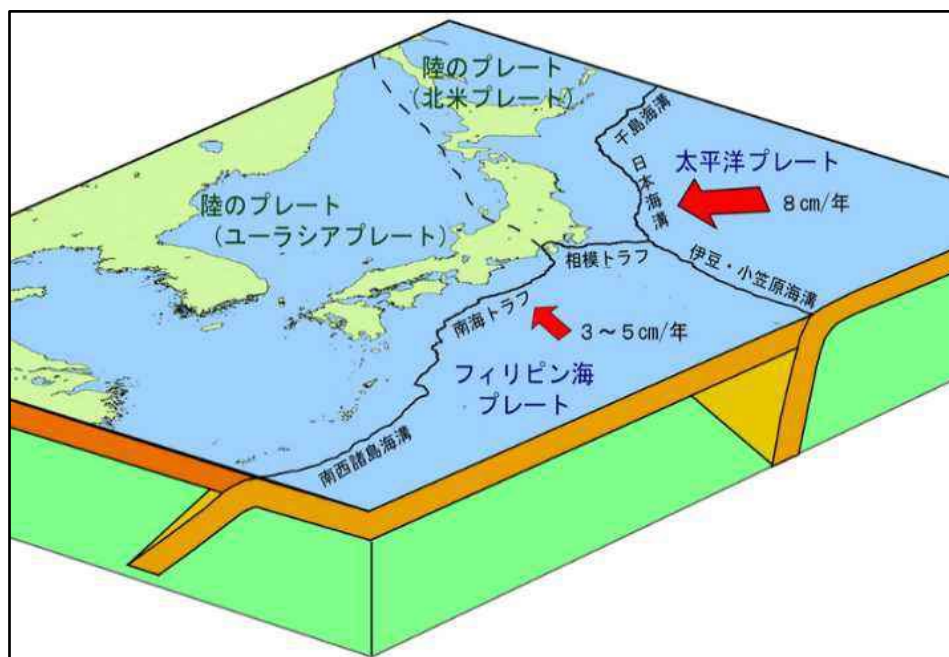 陸のプレート
（北米プレート）
千島海溝
日本海溝
太平洋プレート
８㎝/年
陸のプレート
（ユーラシアプレート）
相模トラフ
伊豆・小笠原海溝
南海トラフ
３～５㎝/年
フィリピン海
プレート
南西諸島海溝